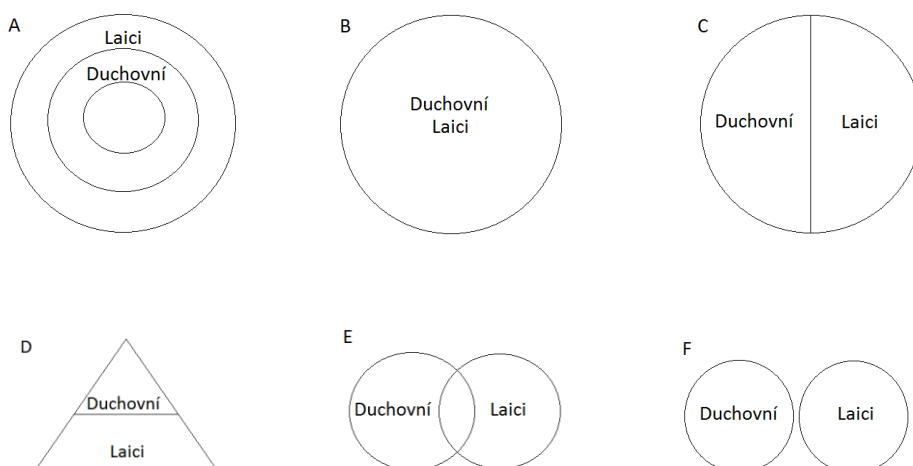 A
Laici
Duchovní
B
Duchovní
Laici
C
Duchovní
Laici
D
Duchovní
Laici
E
Duchovní
Laici
F
Duchovní
Laici